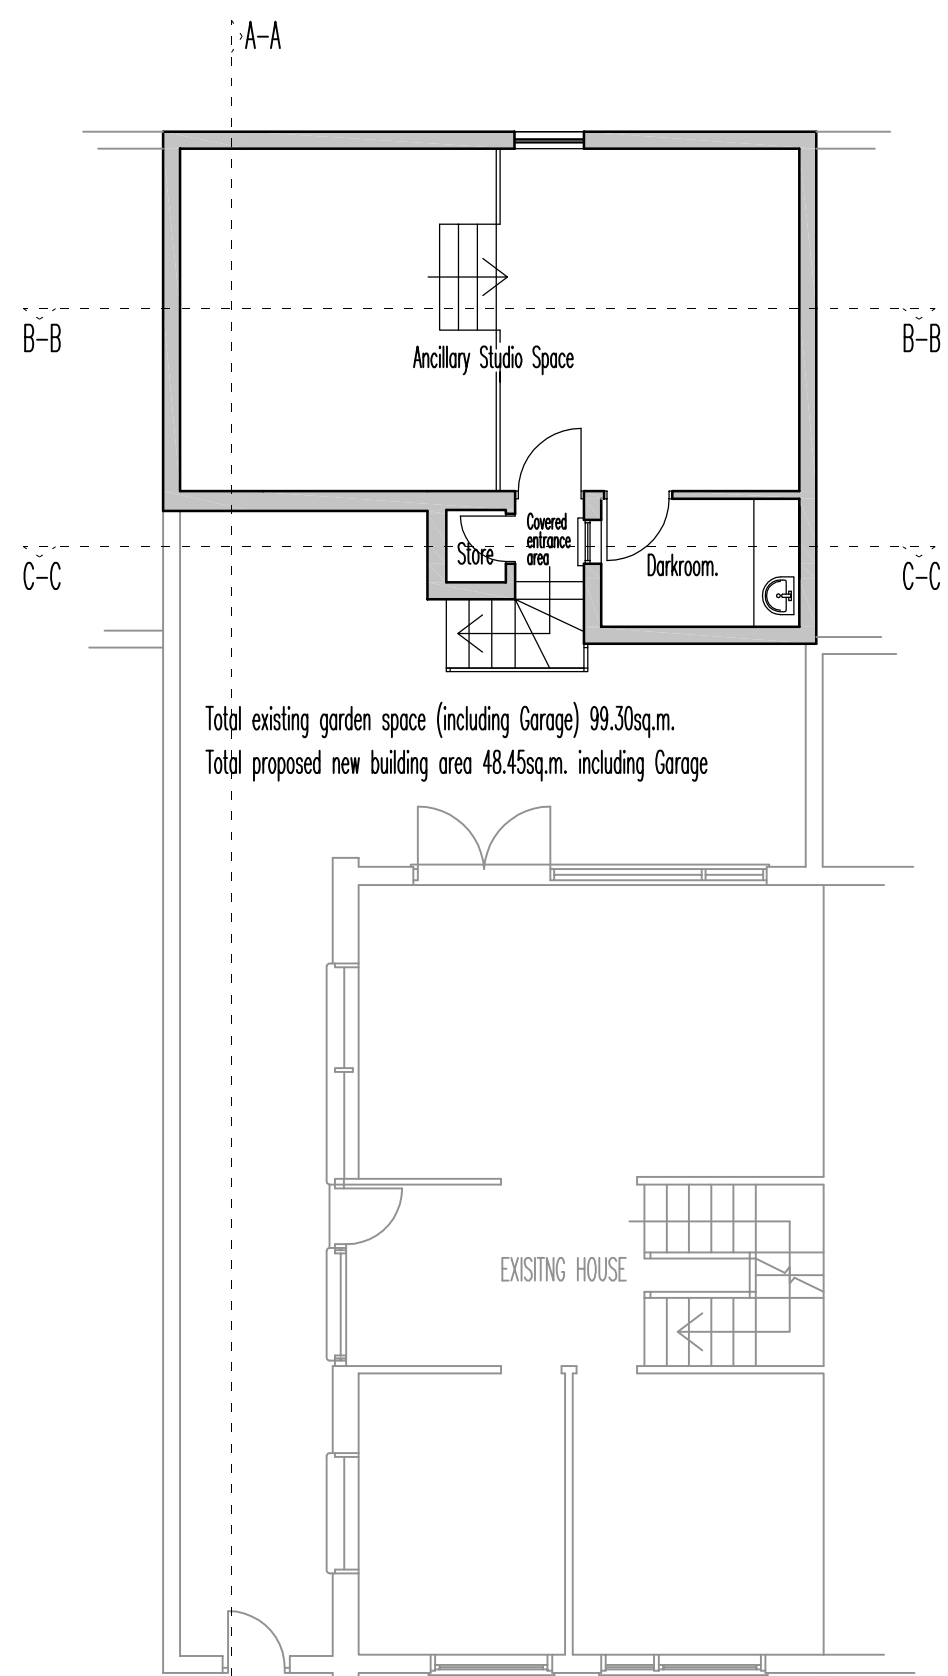 A-A
B-B
B-B
Ancillary Studio Space
Covered
entrance
area
Store
Darkroom.
C-C
C-C
Total existing garden space (including Garage) 99.30sq.m.
Total proposed new building area 48.45sq.m. including Garage
EXISITNG HOUSE